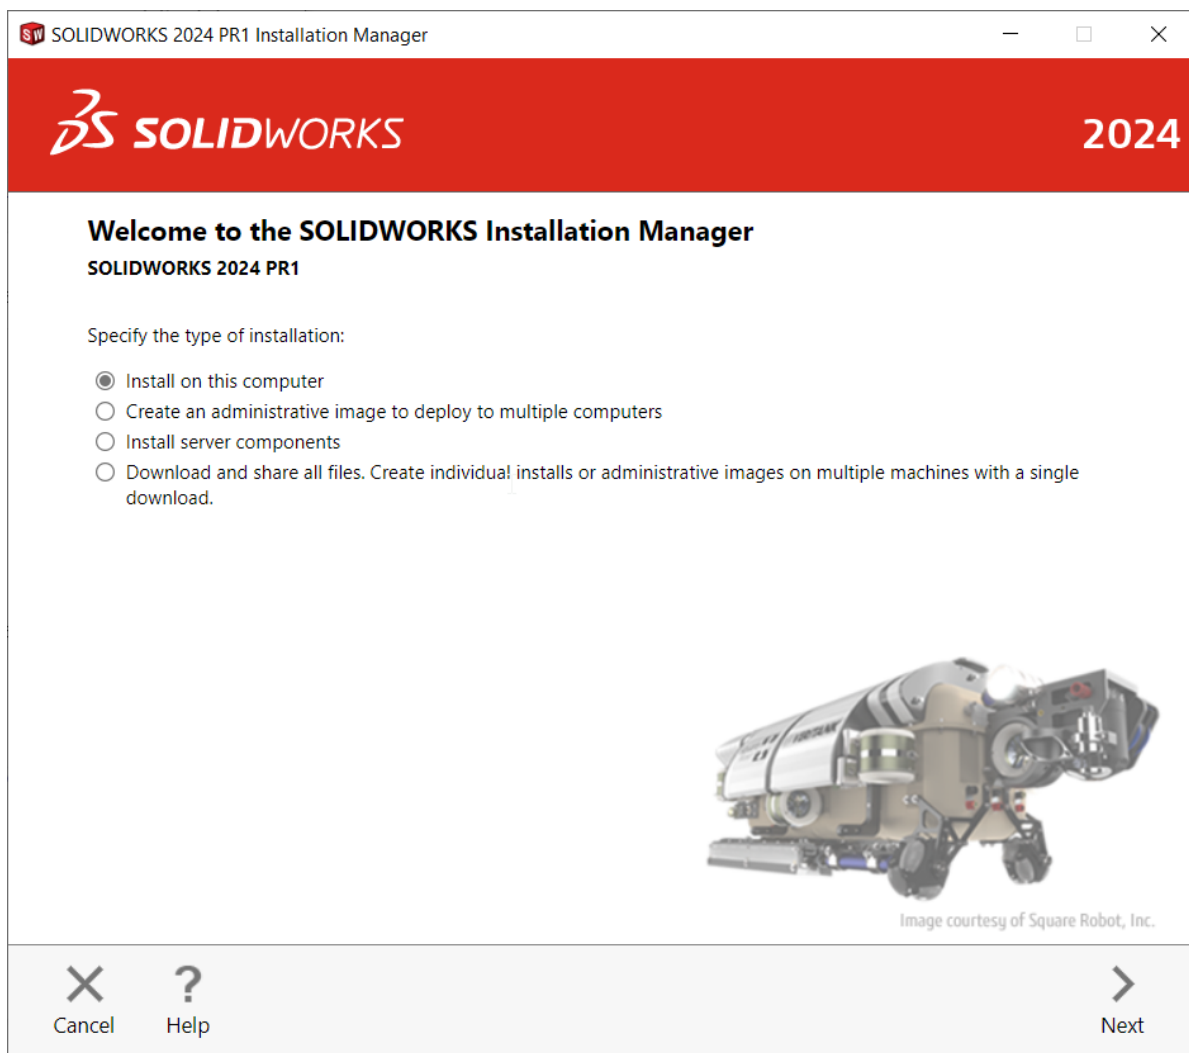 SOLIDWORKS 2024 PR1 Installation Manager
SOLIDWORKS
2024
Welcome to the SOLIDWORKS Installation Manager
SOLIDWORKS 2024 PR1
Specify the type of installation:
Install on this computer
Create an administrative image to deploy to multiple computers
Install server components
Download and share all files. Create individual installs or administrative images on multiple machines with a single
download.
Image courtesy of Square Robot, Inc.
Cancel
Help
Next